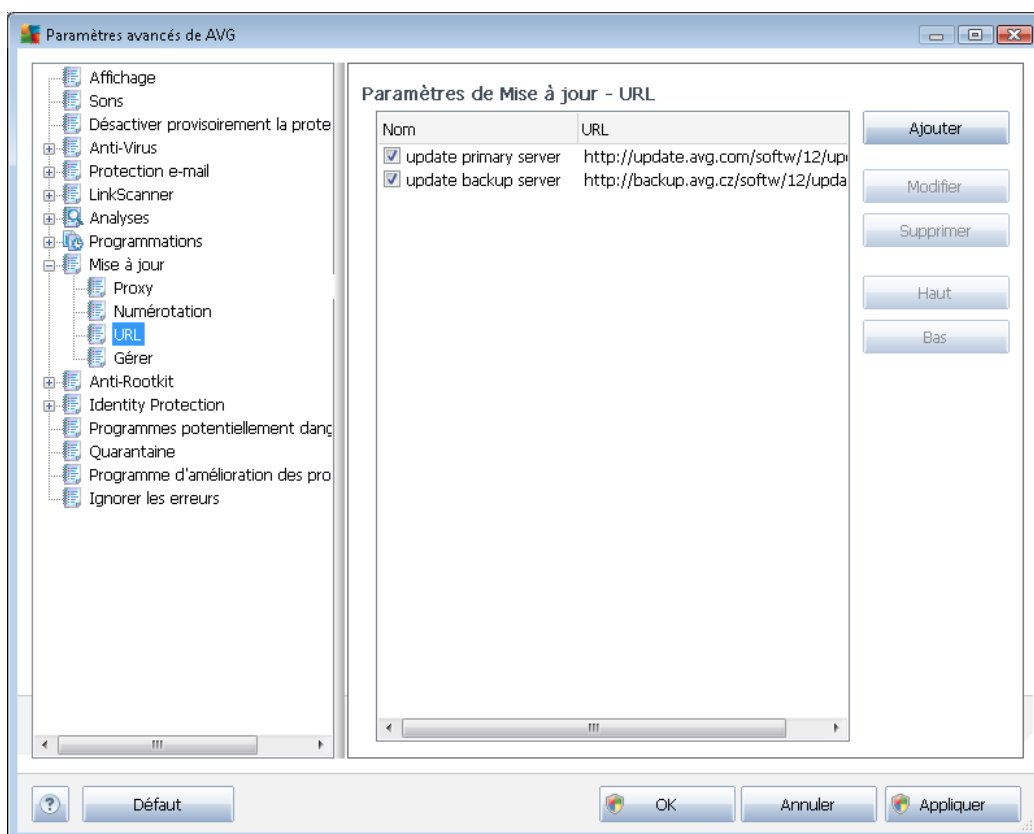 Paramètres avancés de AVG
Affichage
Sons
Désactiver provisoirement la prote
Anti-Virus
Protection e-mail
LinkScanner
Analyses
Programmations
Mise à jour
Proxy
Numérotation
URL
Gérer
Anti-Rootkit
Identity Protection
Programmes potentiellement dang
Quarantaine
Programme d'amélioration des pro
Ignorer les erreurs
Paramètres de Mise à jour - URL
Nom URL
update primary server http://update.avg.com/softw/12/up
update backup server http://backup.avg.cz/softw/12/upda
Ajouter
Modifier
Supprimer
Haut
Bas
? Défaut OK Annuler Appliquer